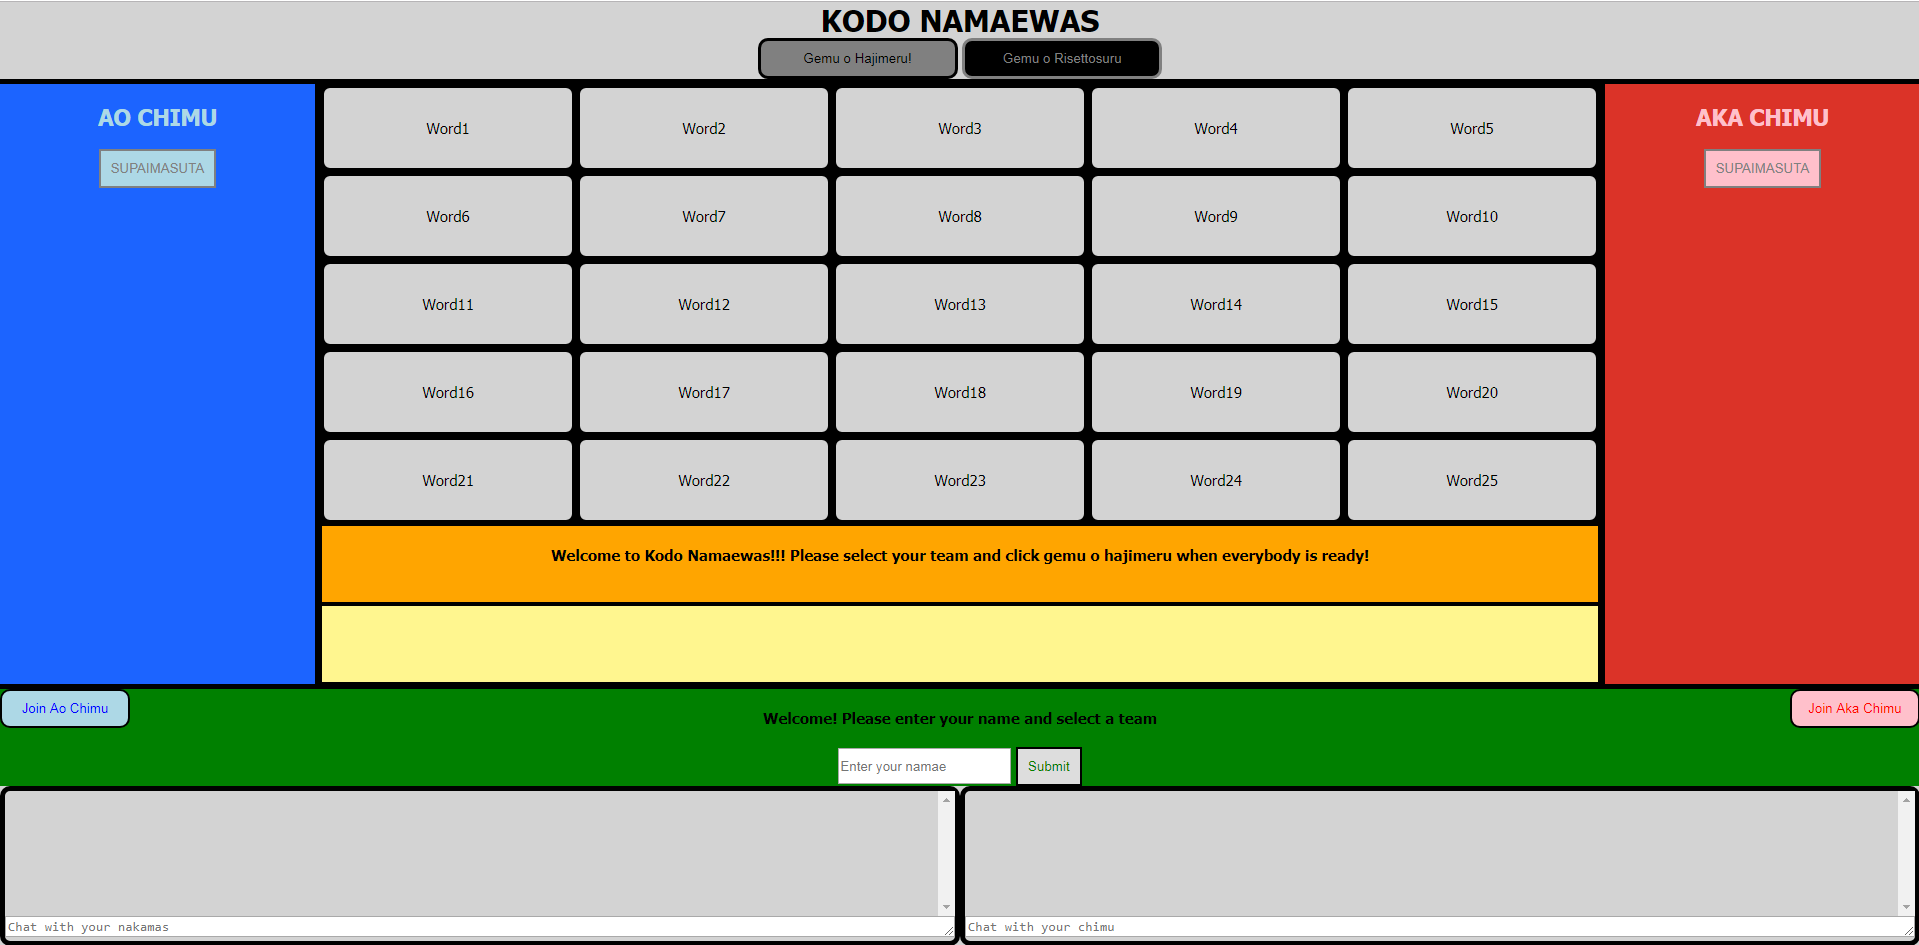 KODO NAMAEWAS
Gemu o Hajimeru! Gemu o Risettosuru
AO CHIMU
SUPAIMASUTA
Word1 Word2 Word3 Word4 Word5
Word6 Word7 Word8 Word9 Word10
Word11 Word12 Word13 Word14 Word15
Word16 Word17 Word18 Word19 Word20
Word21 Word22 Word23 Word24 Word25
AKA CHIMU
SUPAIMASUTA
Welcome to Kodo Namaewas!!! Please select your team and click gemu o hajimeru when everybody is ready!
Join Ao Chimu
Welcome! Please enter your name and select a team
Join Aka Chimu
Enter your namae Submit
Chat with your nakamas
Chat with your chimu